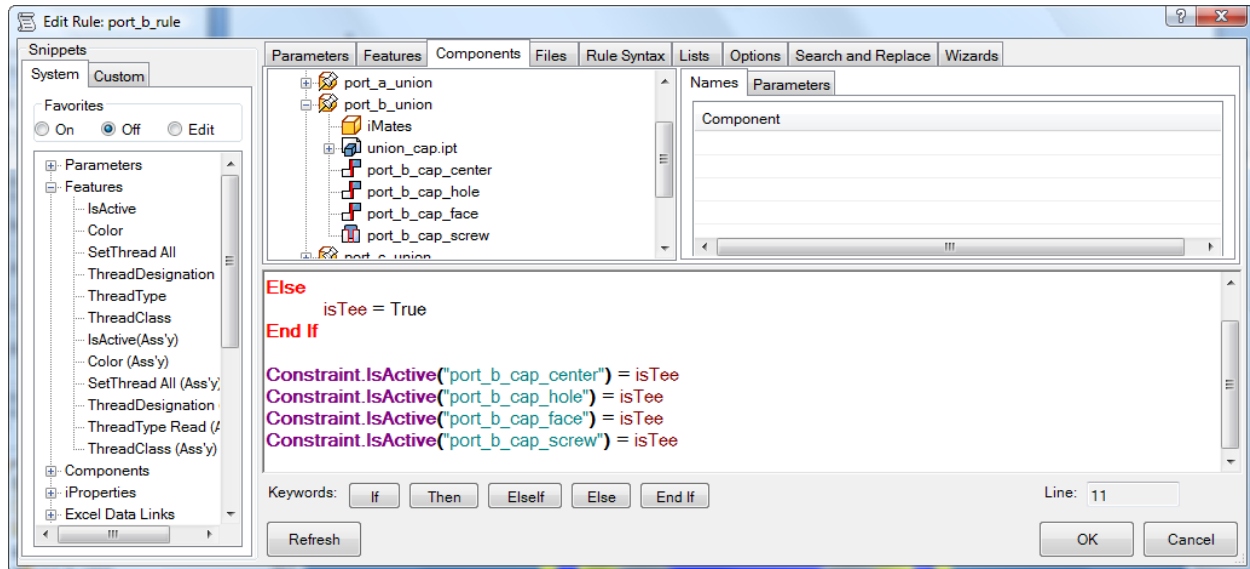 Edit Rule: port_b_rule
Snippets
System Custom
Favorites
On Off Edit
Parameters
Features
IsActive
Color
SetThread All
ThreadDesignation
ThreadType
ThreadClass
IsActive(Ass'y)
Color (Ass'y)
SetThread All (Ass'y)
ThreadDesignation
ThreadType Read (A
ThreadClass (Ass'y)
Components
iProperties
Excel Data Links
Parameters Features Components Files Rule Syntax Lists Options Search and Replace Wizards
port_a_union
port_b_union
iMates
union_cap.ipt
port_b_cap_center
port_b_cap_hole
port_b_cap_face
port_b_cap_screw
port_c_union
Names Parameters
Component
Else
isTee = True
End If
Constraint.IsActive("port_b_cap_center") = isTee
Constraint.IsActive("port_b_cap_hole") = isTee
Constraint.IsActive("port_b_cap_face") = isTee
Constraint.IsActive("port_b_cap_screw") = isTee
Keywords: If Then ElseIf Else End If Line: 11
Refresh OK Cancel